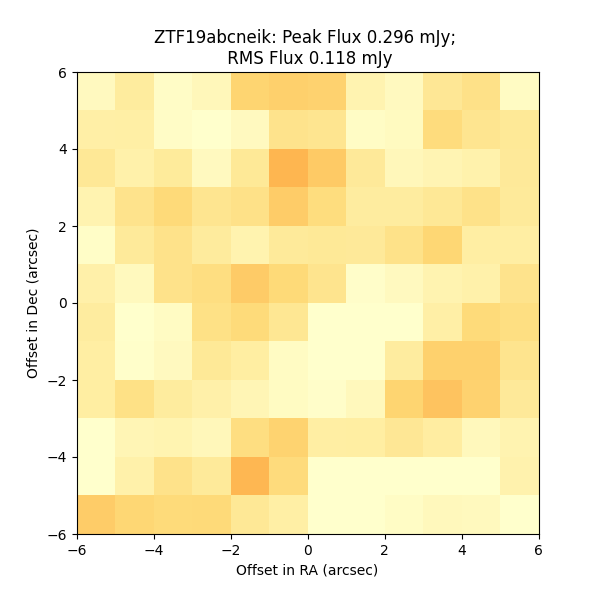 ZTF19abcneik: Peak Flux 0.296 mJy;
RMS Flux 0.118 mJy
6
4
2
0
−2
−4
−6
Offset in Dec (arcsec)
−6 −4 −2 0 2 4 6
Offset in RA (arcsec)